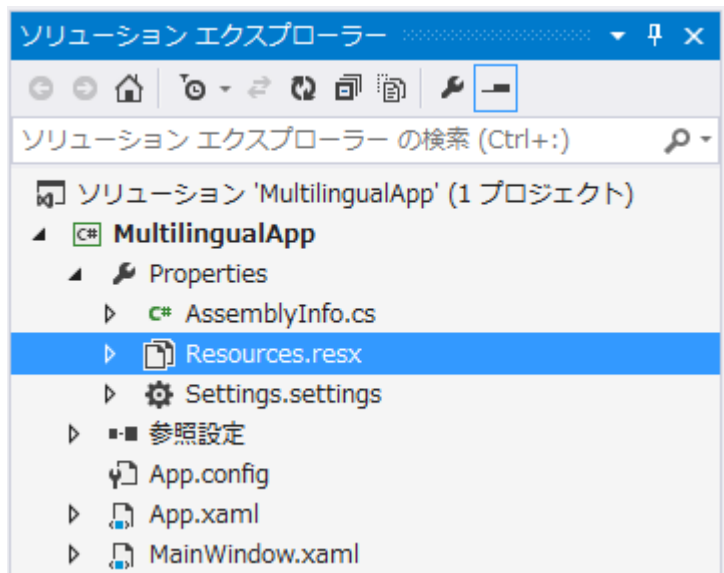 ソリューション エクスプローラー
ソリューション エクスプローラー の検索 (Ctrl+:)
ソリューション 'MultilingualApp' (1 プロジェクト)
C# MultilingualApp
Properties
C# AssemblyInfo.cs
Resources.resx
Settings.settings
参照設定
App.config
App.xaml
MainWindow.xaml